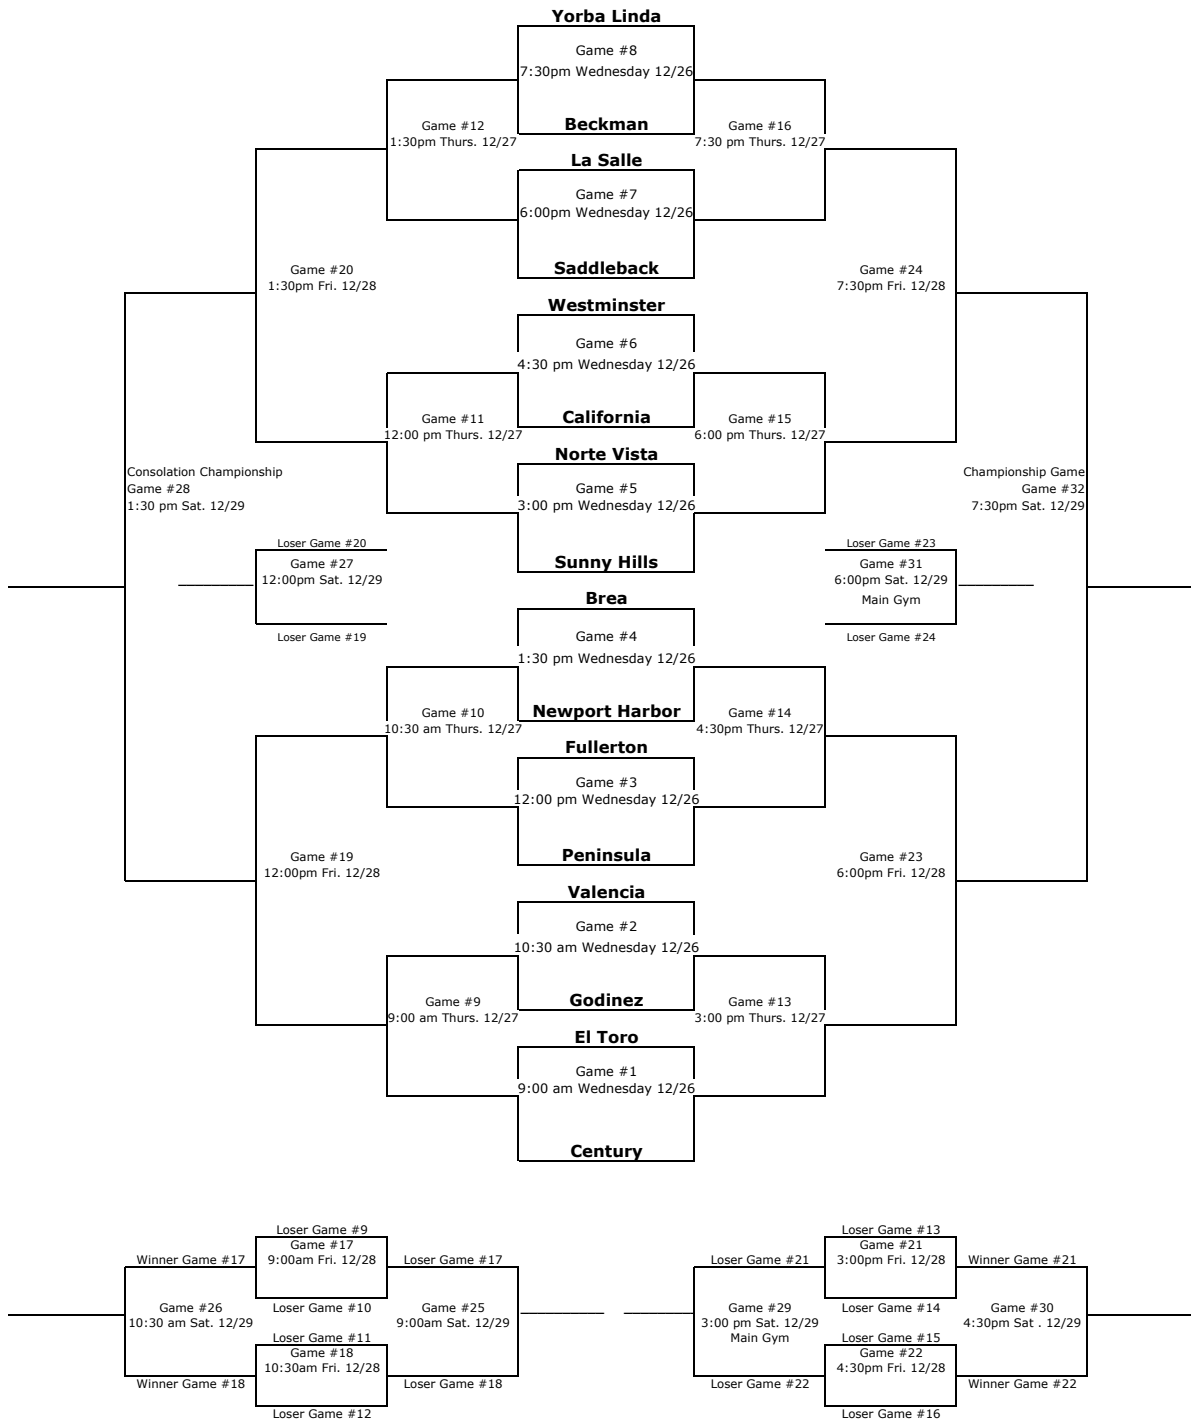 Yorba Linda
Game #8
7:30pm Wednesday 12/26
Beckman
Game #12
1:30pm Thurs. 12/27
Game #16
7:30 pm Thurs. 12/27
La Salle
Game #7
6:00pm Wednesday 12/26
Saddleback
Game #20
1:30pm Fri. 12/28
Game #24
7:30pm Fri. 12/28
Westminster
Game #6
4:30 pm Wednesday 12/26
California
Game #11
12:00 pm Thurs. 12/27
Game #15
6:00 pm Thurs. 12/27
Norte Vista
Game #5
3:00 pm Wednesday 12/26
Sunny Hills
Consolation Championship
Game #28
1:30 pm Sat. 12/29
Championship Game
Game #32
7:30pm Sat. 12/29
Loser Game #20
Game #27
12:00pm Sat. 12/29
Loser Game #19
Loser Game #23
Game #31
6:00pm Sat. 12/29
Main Gym
Loser Game #24
Brea
Game #4
1:30 pm Wednesday 12/26
Newport Harbor
Game #10
10:30 am Thurs. 12/27
Game #14
4:30pm Thurs. 12/27
Fullerton
Game #3
12:00 pm Wednesday 12/26
Peninsula
Game #19
12:00pm Fri. 12/28
Game #23
6:00pm Fri. 12/28
Valencia
Game #2
10:30 am Wednesday 12/26
Godinez
Game #9
9:00 am Thurs. 12/27
Game #13
3:00 pm Thurs. 12/27
El Toro
Game #1
9:00 am Wednesday 12/26
Century
Loser Game #9
Game #17
9:00am Fri. 12/28
Winner Game #17
Loser Game #17
Loser Game #10
Game #26
10:30 am Sat. 12/29
Game #25
9:00am Sat. 12/29
Loser Game #11
Game #18
10:30am Fri. 12/28
Winner Game #18
Loser Game #18
Loser Game #12
Loser Game #13
Game #21
3:00pm Fri. 12/28
Loser Game #21
Winner Game #21
Loser Game #14
Game #29
3:00 pm Sat. 12/29
Main Gym
Game #30
4:30pm Sat . 12/29
Loser Game #15
Game #22
4:30pm Fri. 12/28
Loser Game #22
Winner Game #22
Loser Game #16